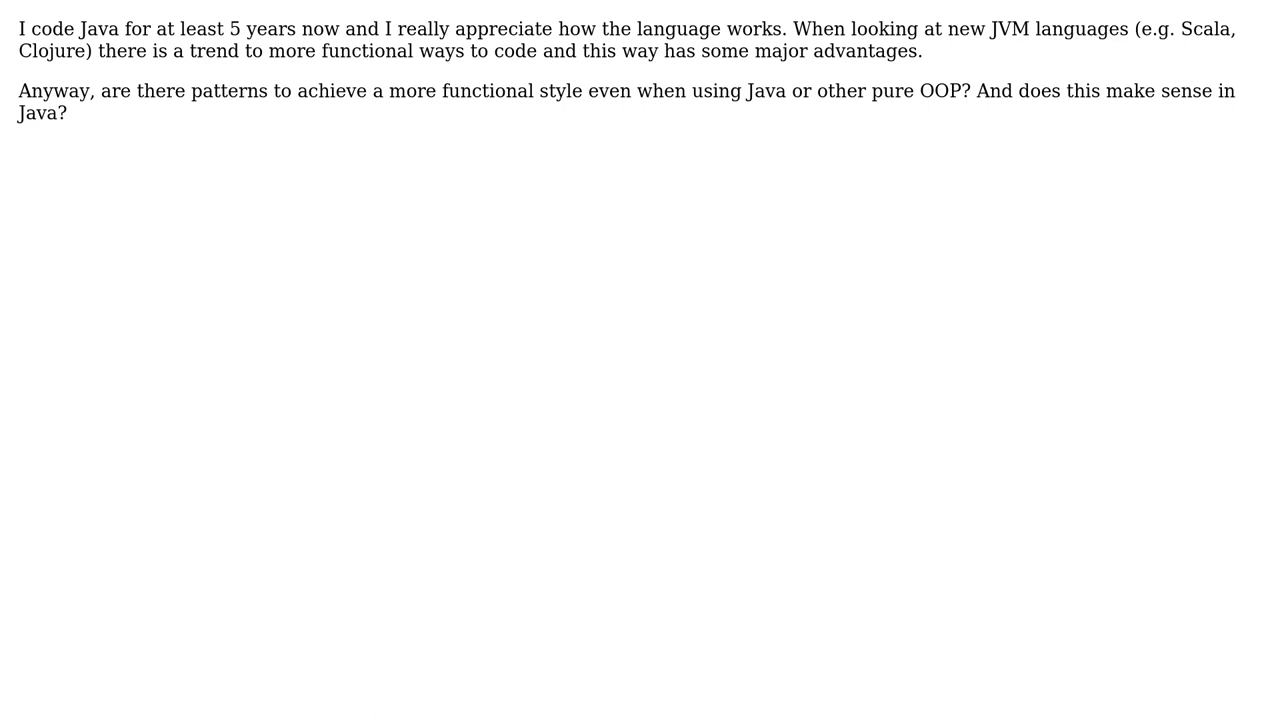 I code Java for at least 5 years now and I really appreciate how the language works. When looking at new JVM languages (e.g. Scala,
Clojure) there is a trend to more functional ways to code and this way has some major advantages.
Anyway, are there patterns to achieve a more functional style even when using Java or other pure OOP? And does this make sense in
Java?